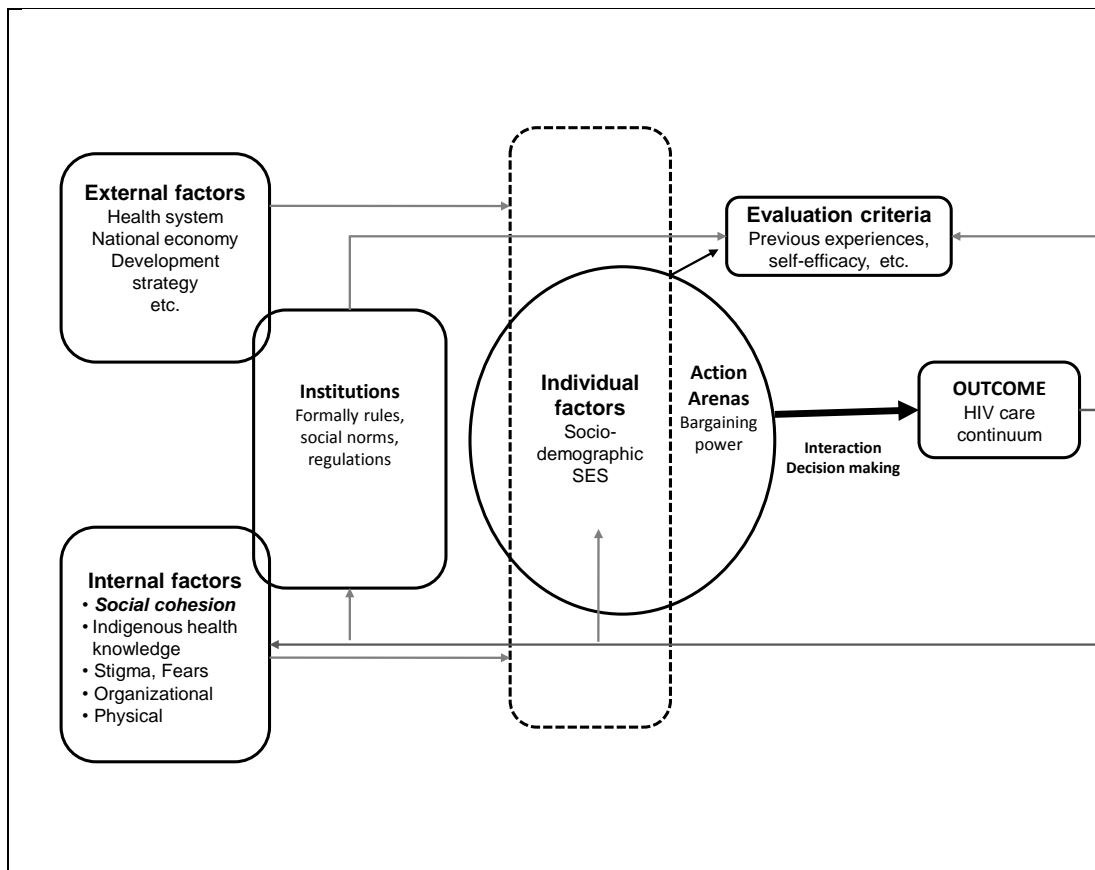 External factors
Health system
National economy
Development
strategy
etc.
Institutions
Formally rules,
social norms,
regulations
Internal factors
• Social cohesion
• Indigenous health
knowledge
• Stigma, Fears
• Organizational
• Physical
Individual
factors
Socio-
demographic
SES
Action
Arenas
Bargaining
power
Evaluation criteria
Previous experiences,
self-efficacy, etc.
Interaction
Decision making
OUTCOME
HIV care
continuum